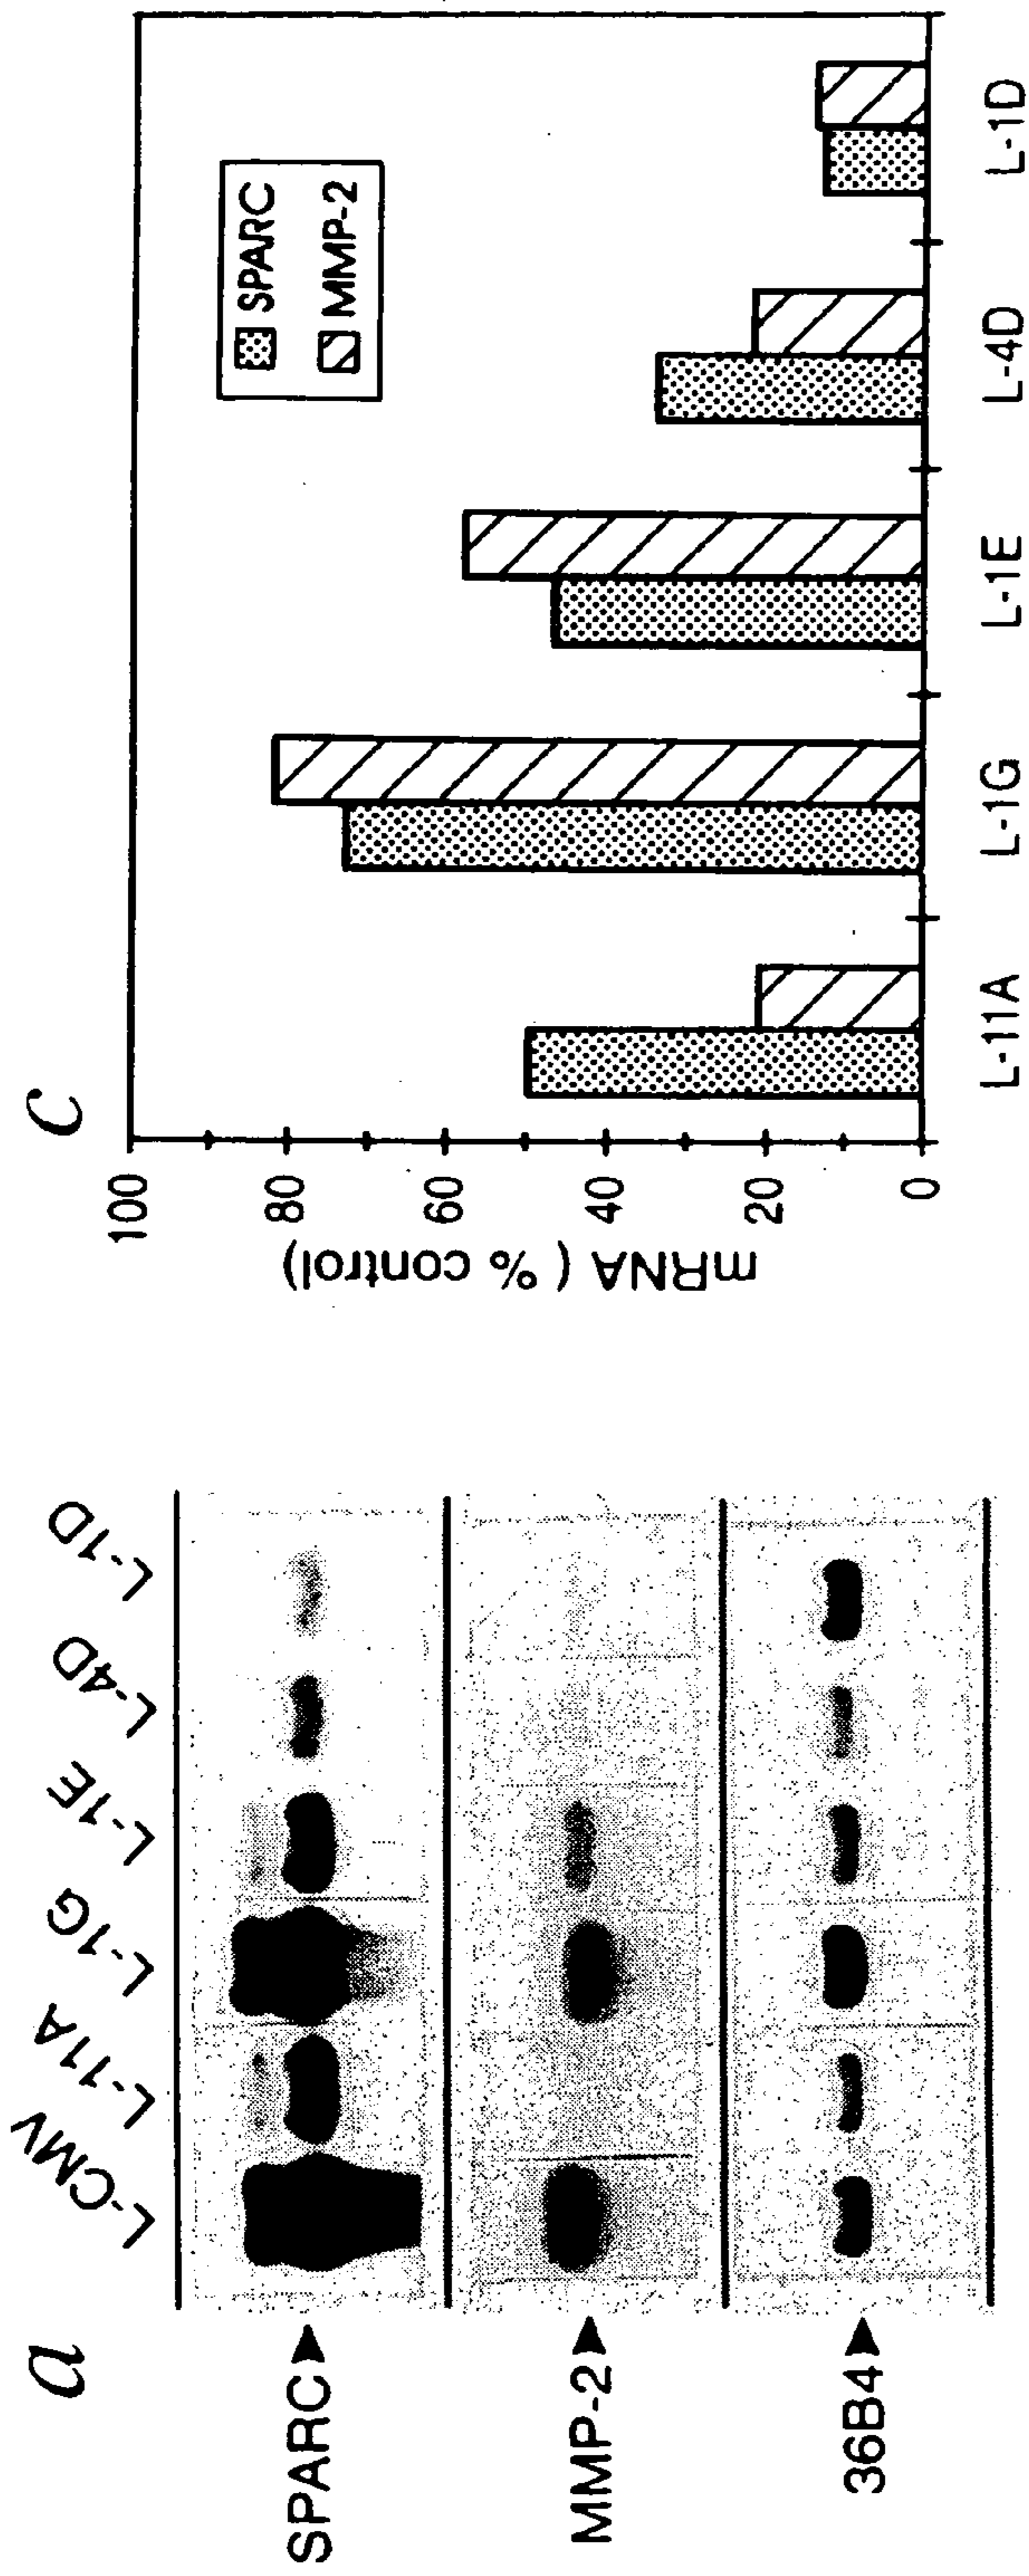 a
L-CMV
L-11A
L-1G
L-1E
L-4D
L-1D
SPARC
MMP-2
36B4
c
mRNA ( % control)
100
80
60
40
20
0
SPARC
MMP-2
L-11A
L-1G
L-1E
L-4D
L-1D